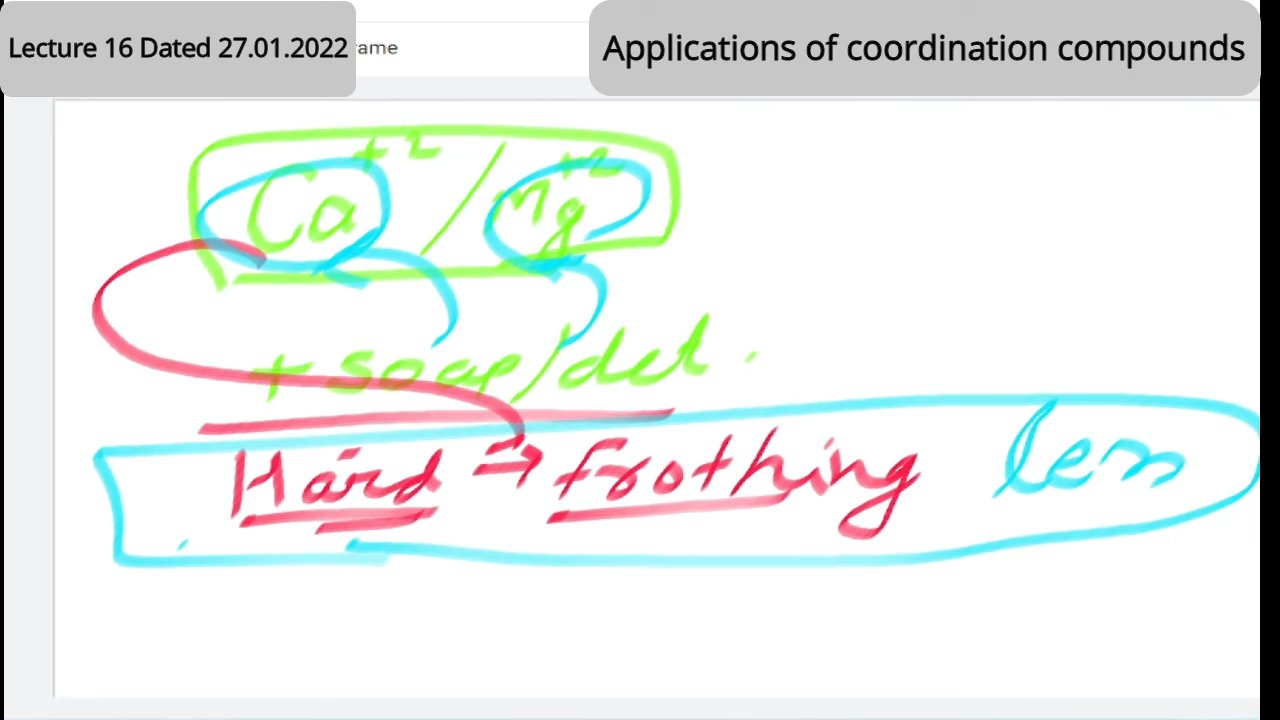 Lecture 16 Dated 27.01.2022
ame
Applications of coordination compounds
Ca+2 / Mg+2
+ soap/det.
Hard → frothing less